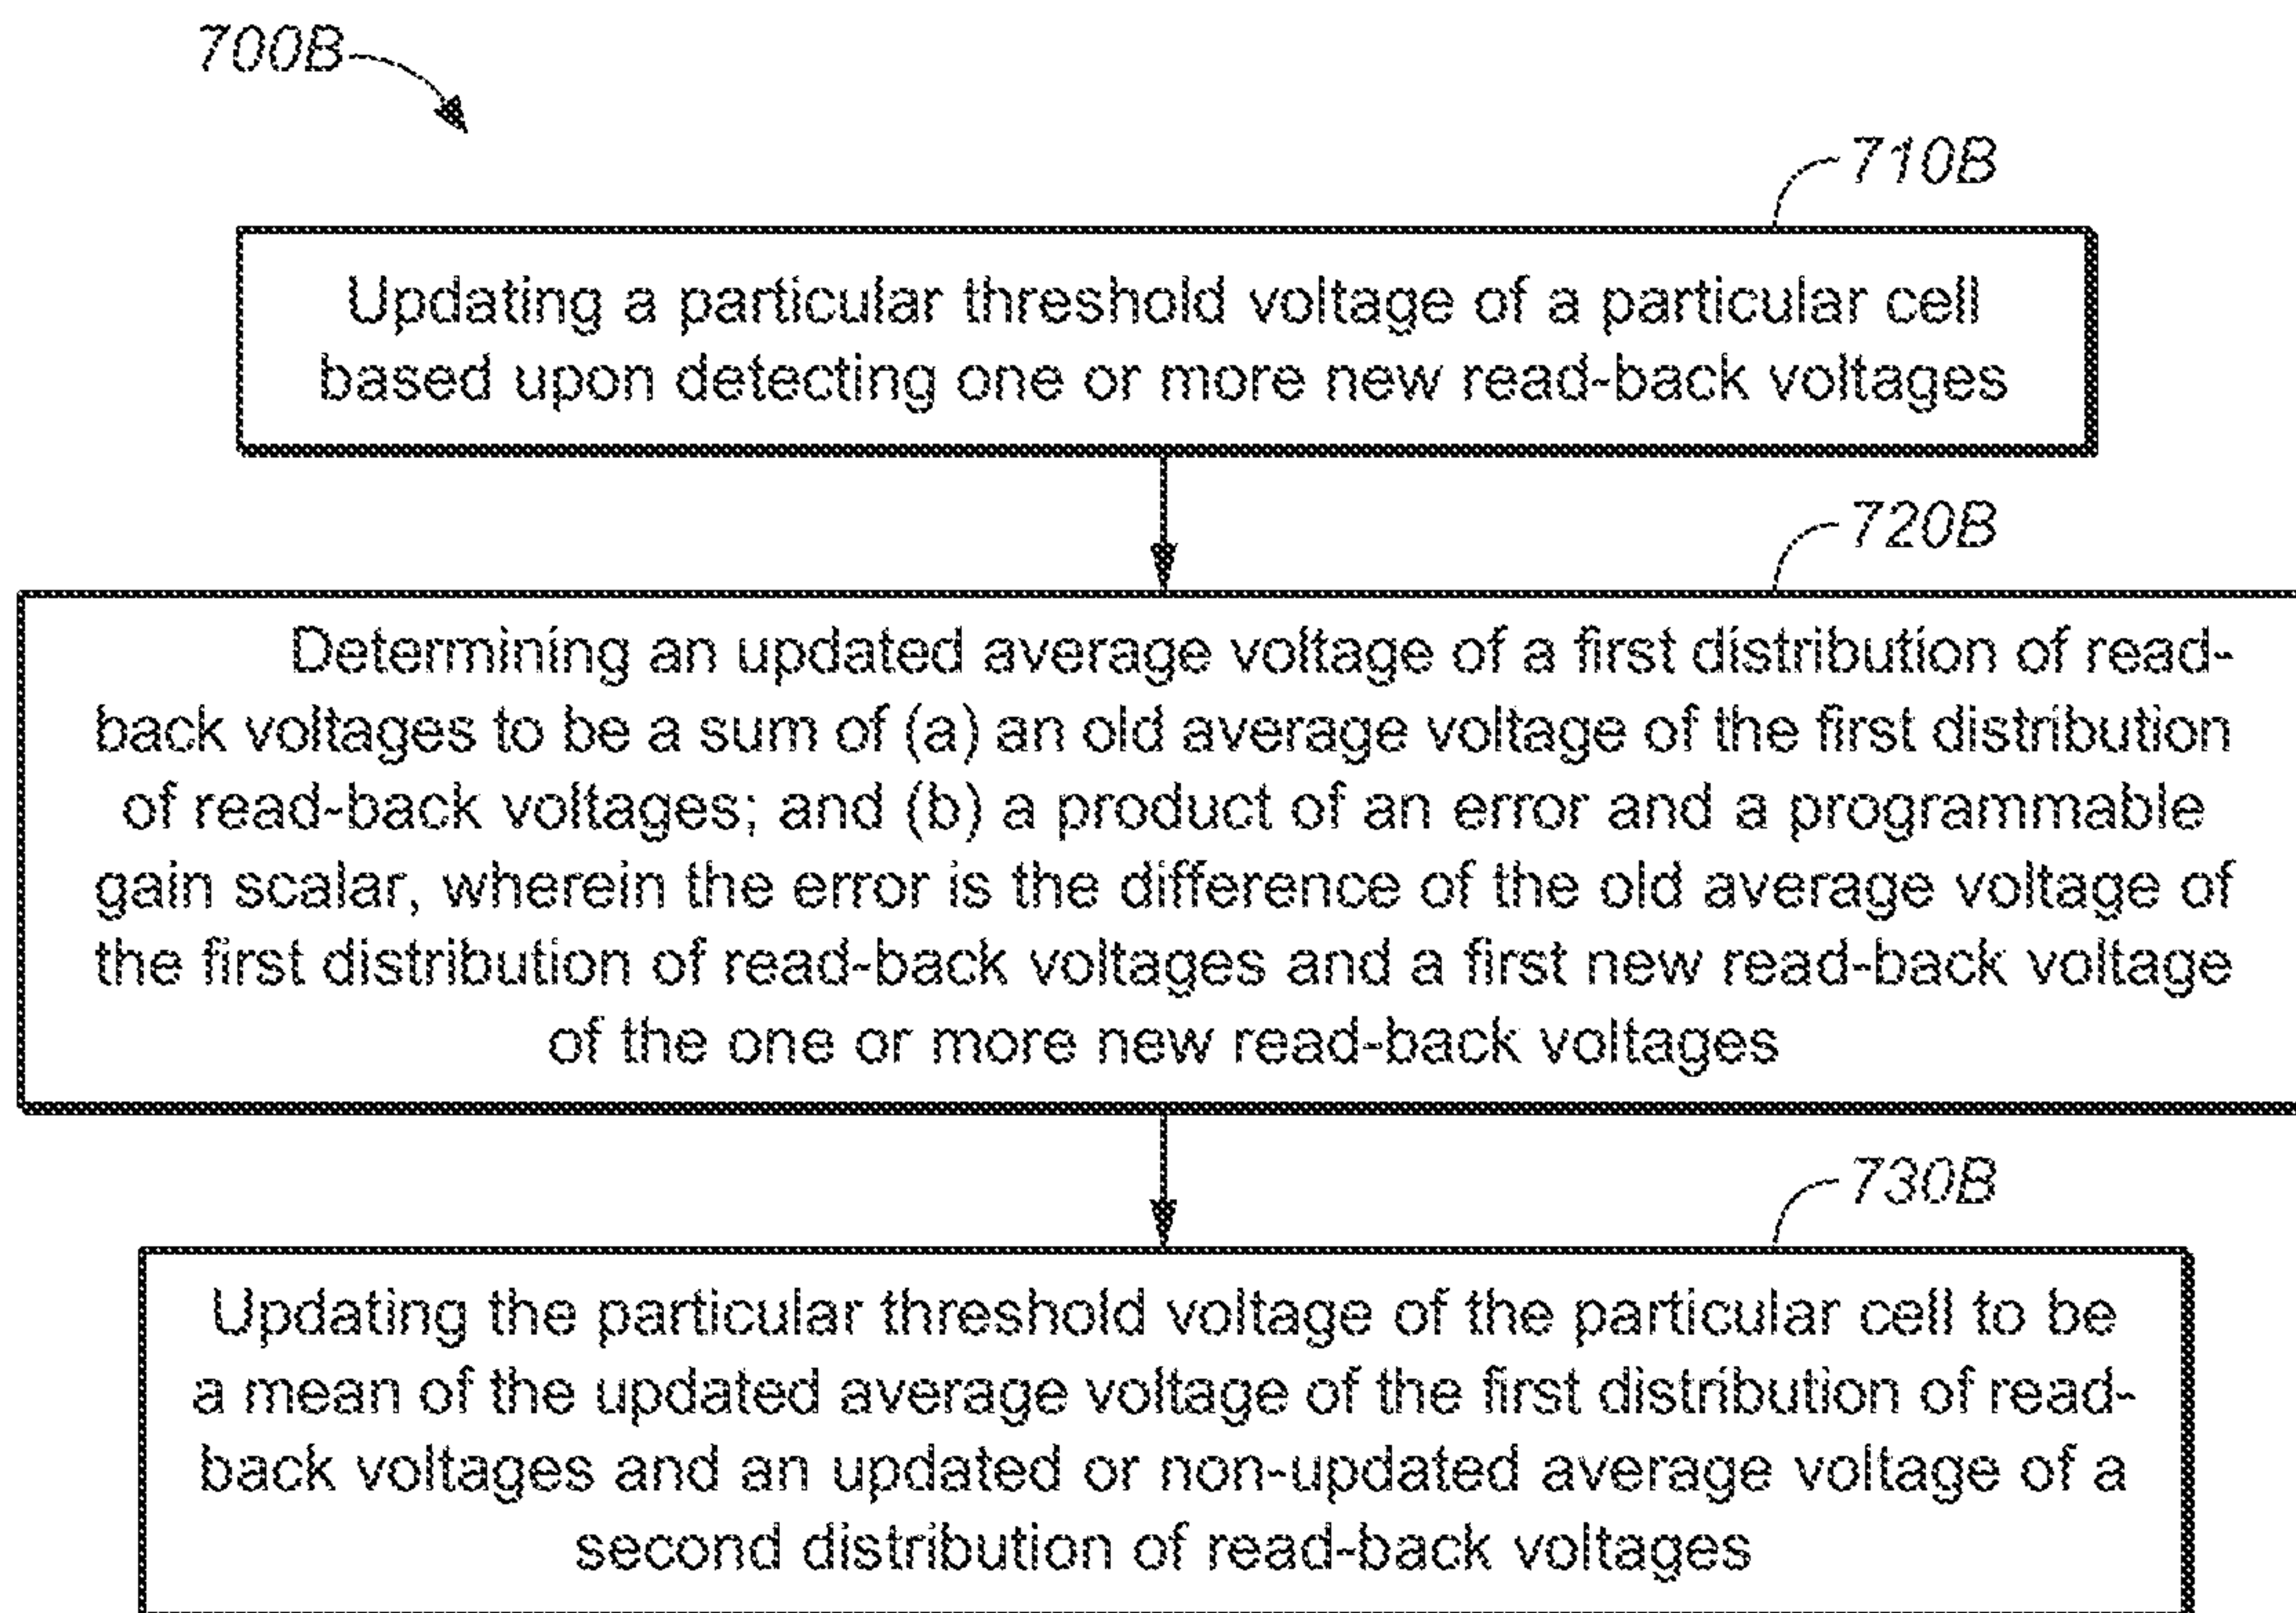 700B
710B
Updating a particular threshold voltage of a particular cell
based upon detecting one or more new read-back voltages
720B
Determining an updated average voltage of a first distribution of read-
back voltages to be a sum of (a) an old average voltage of the first distribution
of read-back voltages; and (b) a product of an error and a programmable
gain scalar, wherein the error is the difference of the old average voltage of
the first distribution of read-back voltages and a first new read-back voltage
of the one or more new read-back voltages
730B
Updating the particular threshold voltage of the particular cell to be
a mean of the updated average voltage of the first distribution of read-
back voltages and an updated or non-updated average voltage of a
second distribution of read-back voltages